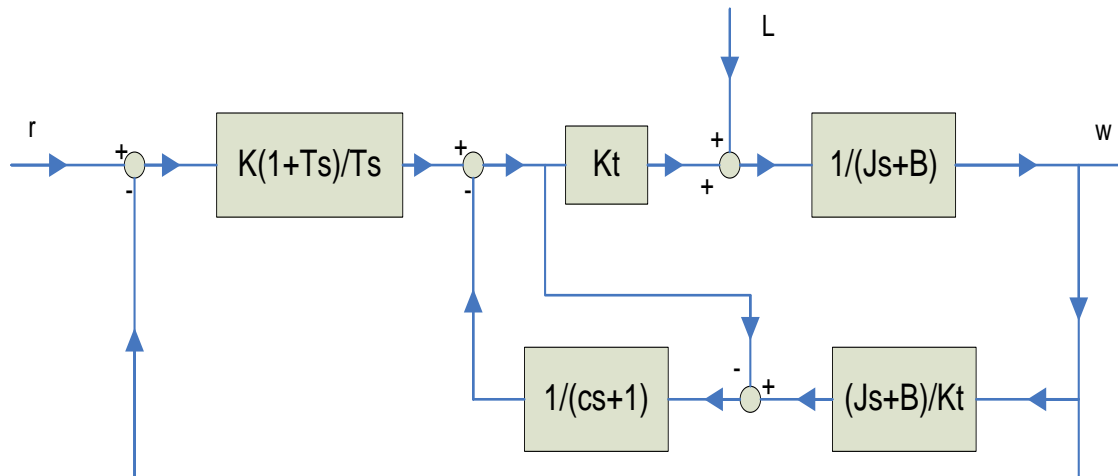 L
r
w
+
-
K(1+Ts)/Ts
+
-
Kt
+
+
1/(Js+B)
1/(cs+1)
-
+
(Js+B)/Kt